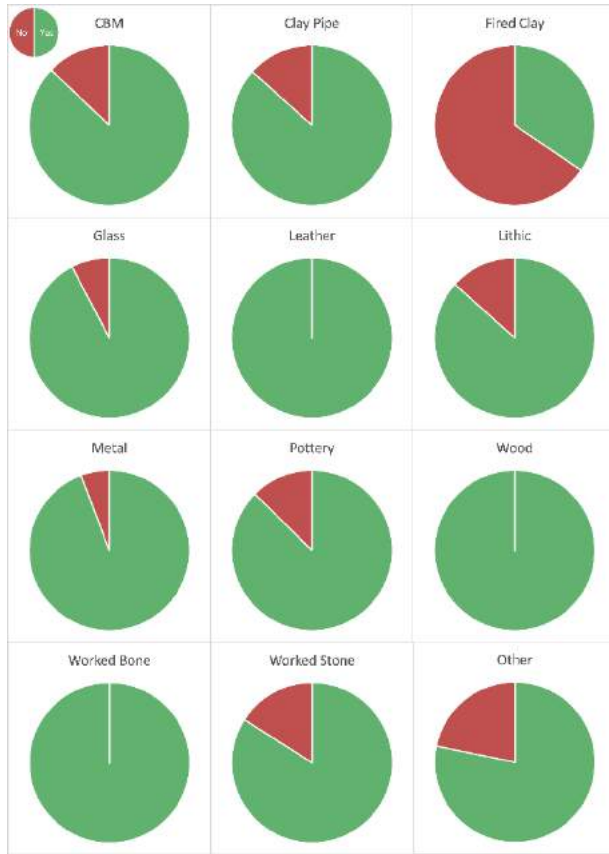 No Yes
CBM
Clay Pipe
Fired Clay
Glass
Leather
Lithic
Metal
Pottery
Wood
Worked Bone
Worked Stone
Other